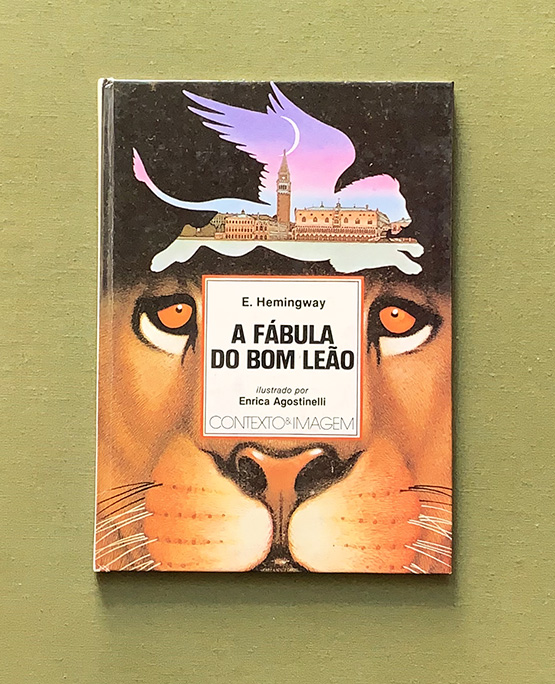 E. Hemingway
A FÁBULA
DO BOM LEÃO
ilustrado por
Enrica Agostinelli
CONTEXTO&IMAGEM